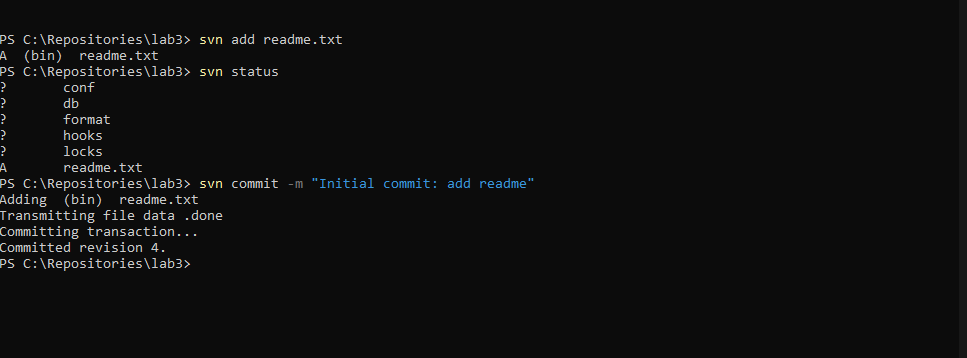 PS C:\Repositories\lab3> svn add readme.txt
A  (bin)  readme.txt
PS C:\Repositories\lab3> svn status
?       conf
?       db
?       format
?       hooks
?       locks
A       readme.txt
PS C:\Repositories\lab3> svn commit -m "Initial commit: add readme"
Adding  (bin)  readme.txt
Transmitting file data .done
Committing transaction...
Committed revision 4.
PS C:\Repositories\lab3>